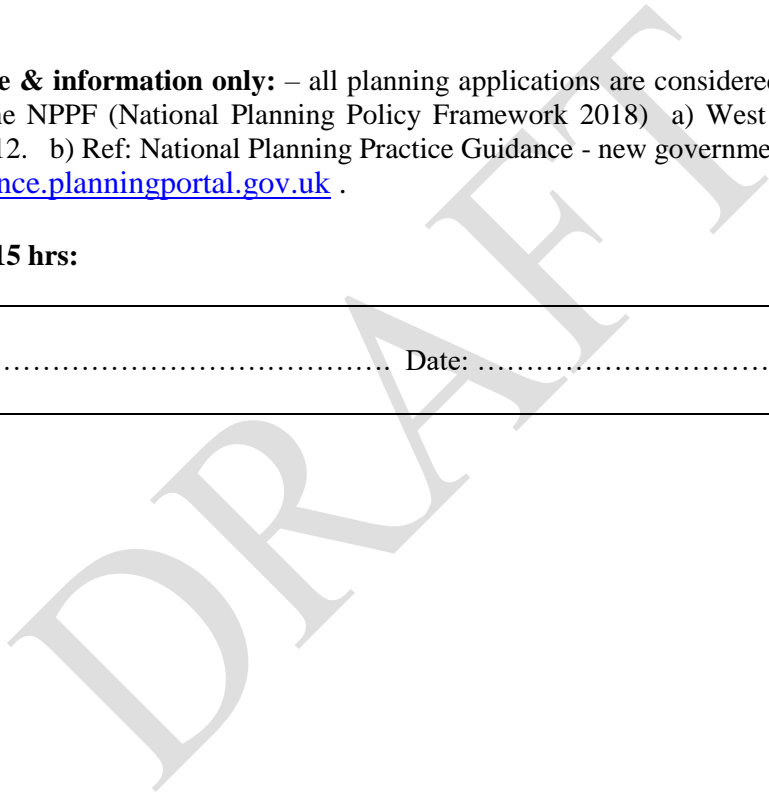 e & information only: – all planning applications are considered
he NPPF (National Planning Policy Framework 2018) a) West
12. b) Ref: National Planning Practice Guidance - new governme
nce.planningportal.gov.uk .
15 hrs:
…………………………………. Date: …………………………
DRAFT